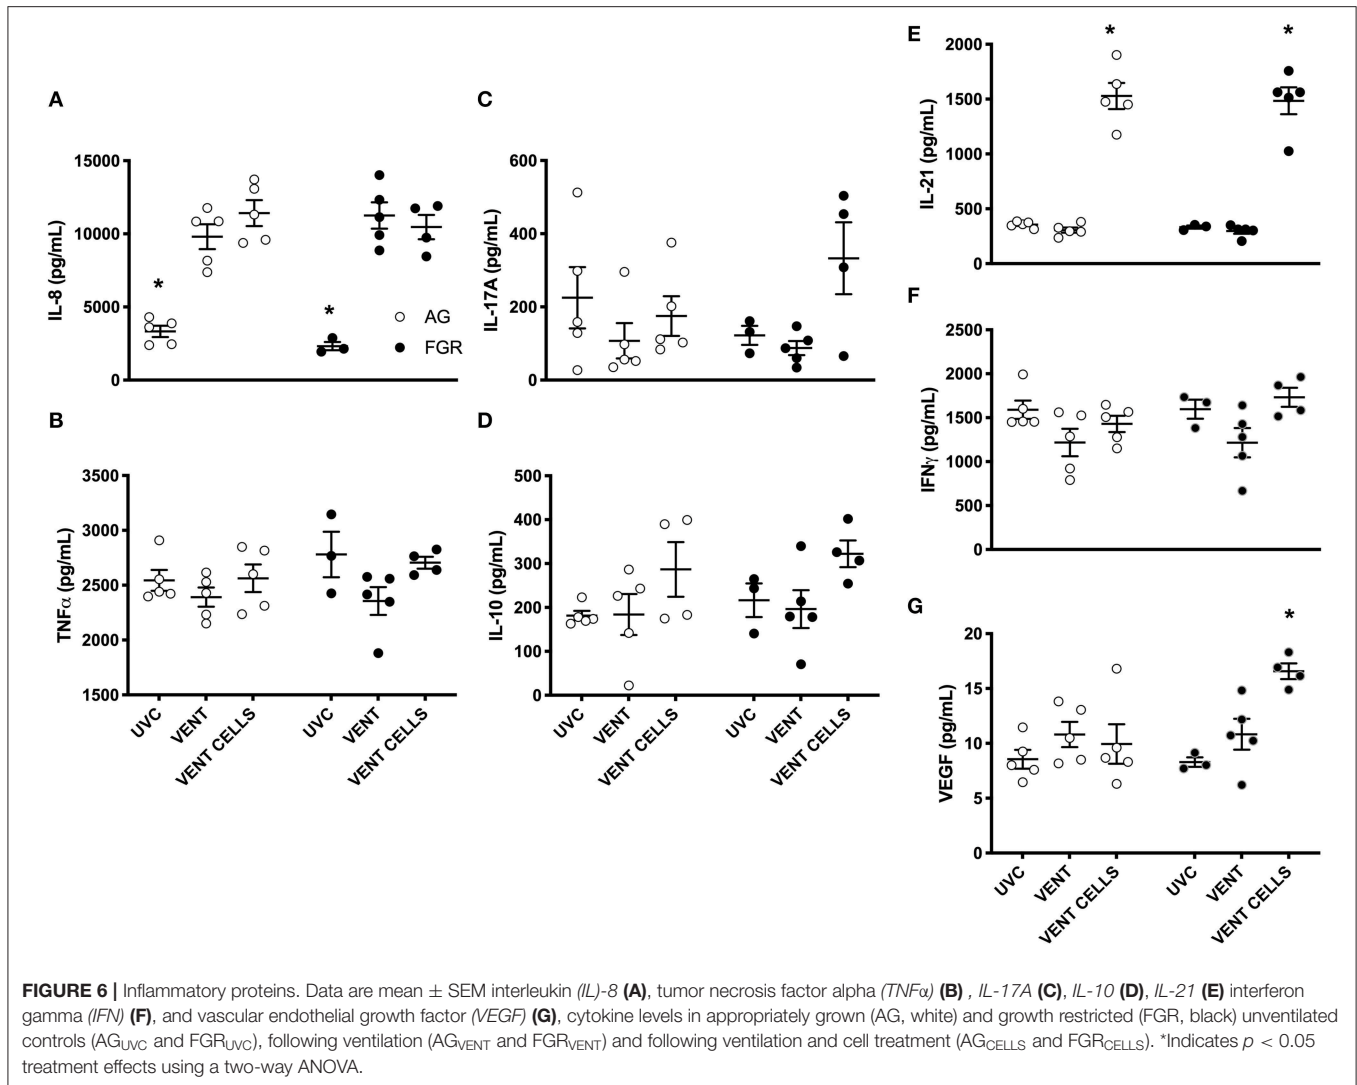 A
IL-8 (pg/mL)
15000
10000
5000
0
*
*
AG
FGR
B
TNFα (pg/mL)
3500
3000
2500
2000
1500
UVC
VENT
VENT CELLS
UVC
VENT
VENT CELLS
C
IL-17A (pg/mL)
600
400
200
0
D
IL-10 (pg/mL)
500
400
300
200
100
0
UVC
VENT
VENT CELLS
UVC
VENT
VENT CELLS
E
IL-21 (pg/mL)
2000
1500
1000
500
0
*
*
F
IFNγ (pg/mL)
2500
2000
1500
1000
500
0
G
VEGF (pg/mL)
20
15
10
5
0
*
UVC
VENT
VENT CELLS
UVC
VENT
VENT CELLS
FIGURE 6 | Inflammatory proteins. Data are mean ± SEM interleukin (IL)-8 (A), tumor necrosis factor alpha (TNFα) (B) , IL-17A (C), IL-10 (D), IL-21 (E) interferon
gamma (IFN) (F), and vascular endothelial growth factor (VEGF) (G), cytokine levels in appropriately grown (AG, white) and growth restricted (FGR, black) unventilated
controls (AGUVC and FGRUVC), following ventilation (AGVENT and FGRVENT) and following ventilation and cell treatment (AGCELLS and FGRCELLS). *Indicates p < 0.05
treatment effects using a two-way ANOVA.